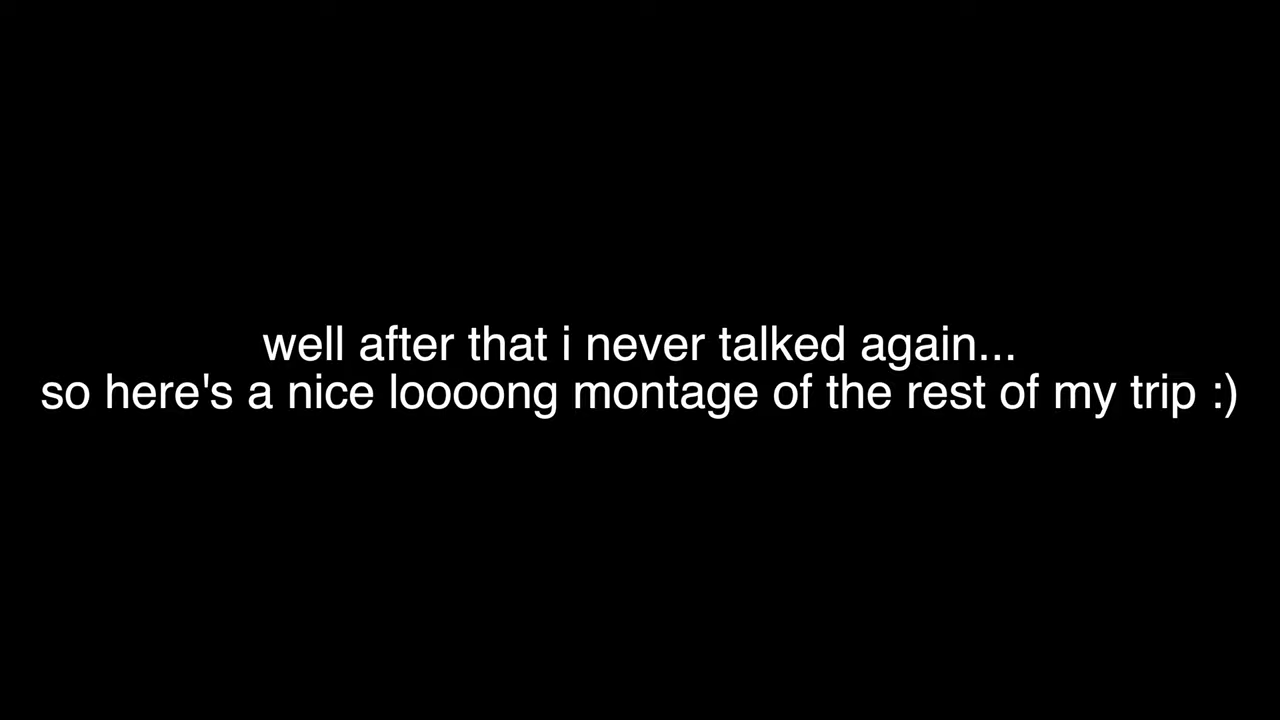 well after that i never talked again...
so here's a nice loooong montage of the rest of my trip :)